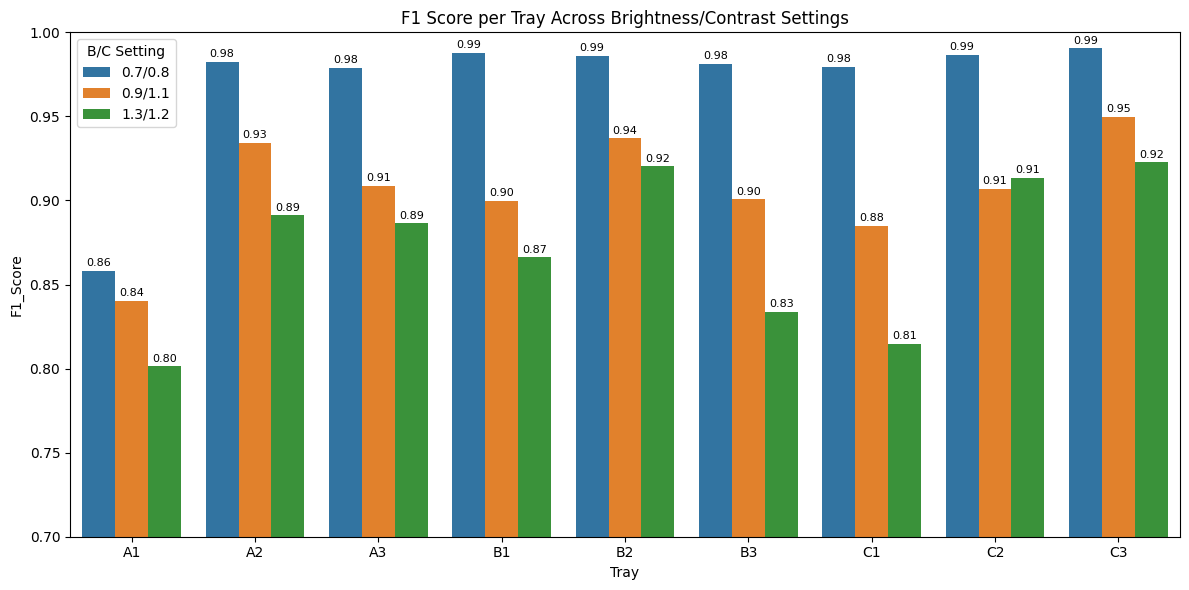 F1 Score per Tray Across Brightness/Contrast Settings
B/C Setting
0.7/0.8
0.9/1.1
1.3/1.2
F1_Score
1.00
0.95
0.90
0.85
0.80
0.75
0.70
0.86 0.84 0.80
0.98 0.93 0.89
0.98 0.91 0.89
0.99 0.90 0.87
0.99 0.94 0.92
0.98 0.90 0.83
0.98 0.88 0.81
0.99 0.91 0.91
0.99 0.95 0.92
A1 A2 A3 B1 B2 B3 C1 C2 C3
Tray